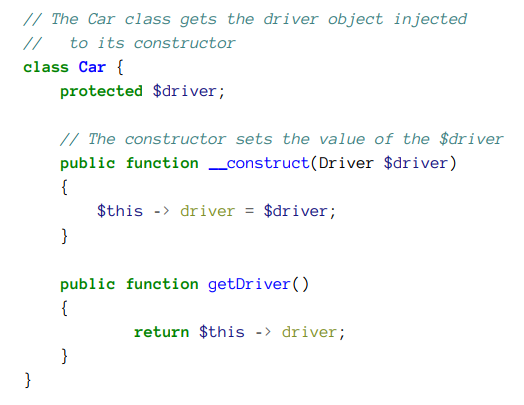 // The Car class gets the driver object injected
//   to its constructor
class Car {
    protected $driver;

    // The constructor sets the value of the $driver
    public function __construct(Driver $driver)
    {
        $this -> driver = $driver;
    }

    public function getDriver()
    {
            return $this -> driver;
    }
}